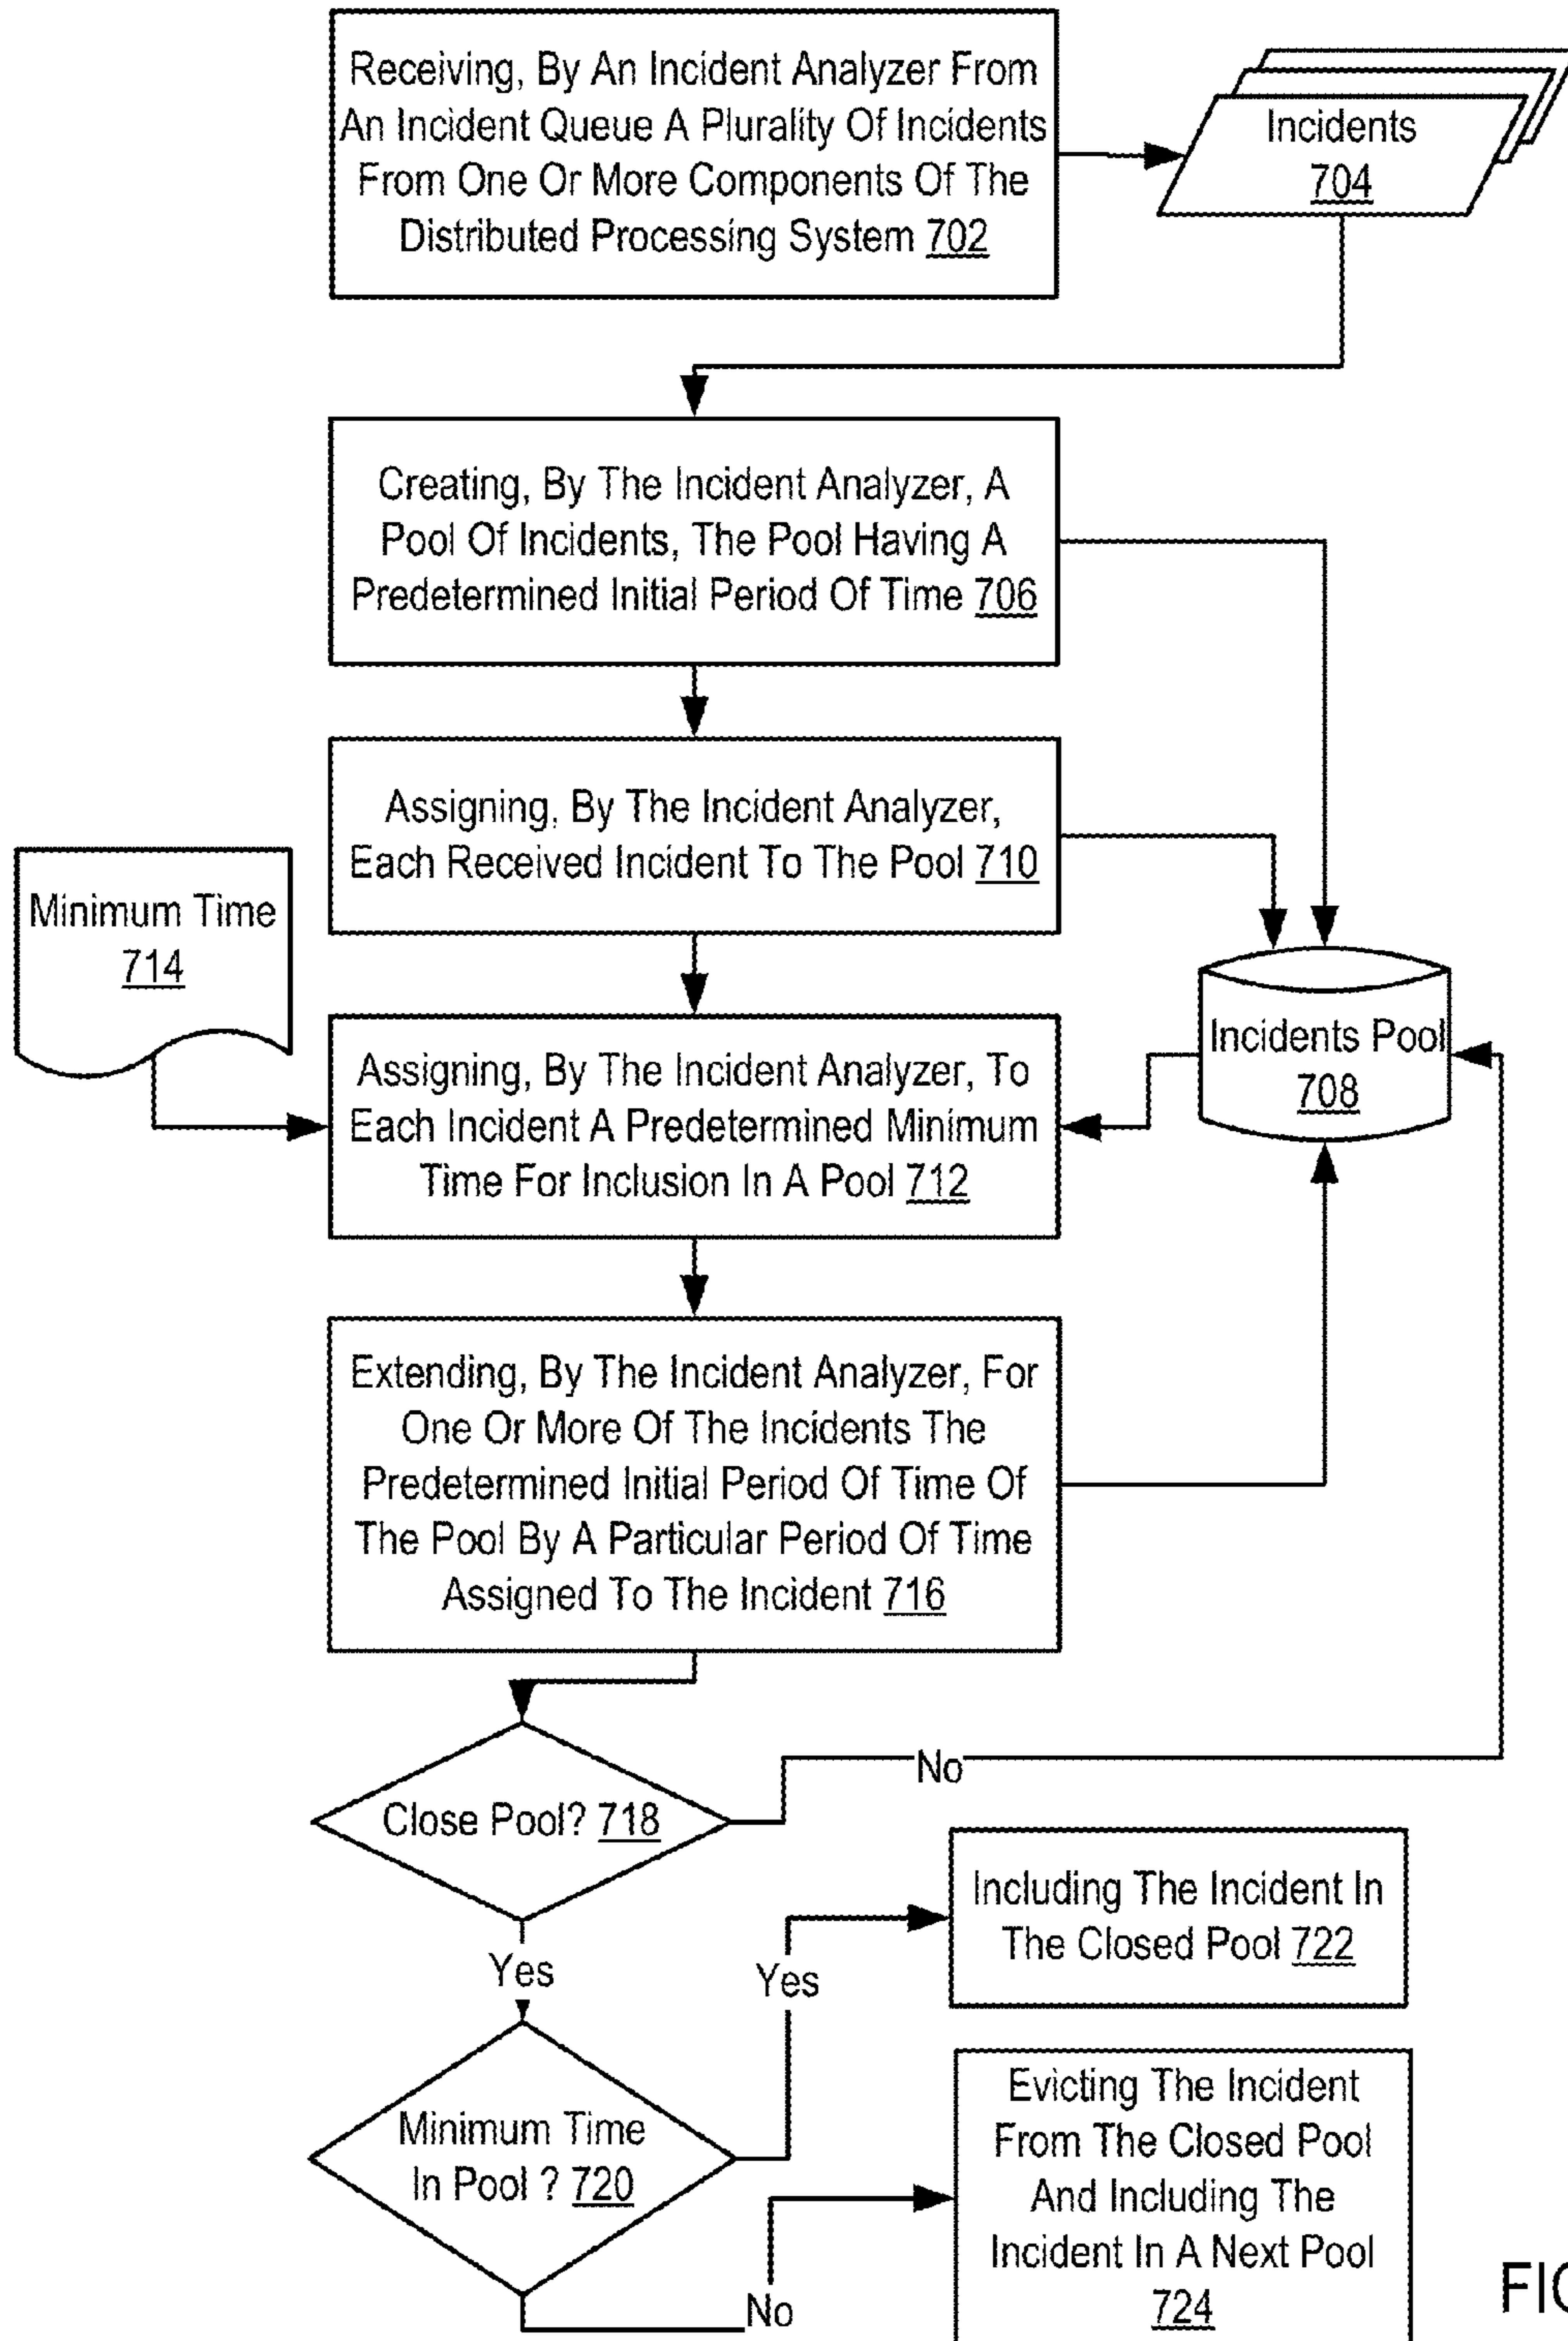 Receiving, By An Incident Analyzer From
An Incident Queue A Plurality Of Incidents
From One Or More Components Of The
Distributed Processing System 702
Incidents
704
Creating, By The Incident Analyzer, A
Pool Of Incidents, The Pool Having A
Predetermined Initial Period Of Time 706
Assigning, By The Incident Analyzer,
Each Received Incident To The Pool 710
Minimum Time
714
Incidents Pool
708
Assigning, By The Incident Analyzer, To
Each Incident A Predetermined Minimum
Time For Inclusion In A Pool 712
Extending, By The Incident Analyzer, For
One Or More Of The Incidents The
Predetermined Initial Period Of Time Of
The Pool By A Particular Period Of Time
Assigned To The Incident 716
No
Close Pool? 718
Including The Incident In
The Closed Pool 722
Yes
Yes
Minimum Time
In Pool ? 720
Evicting The Incident
From The Closed Pool
And Including The
Incident In A Next Pool
724
No